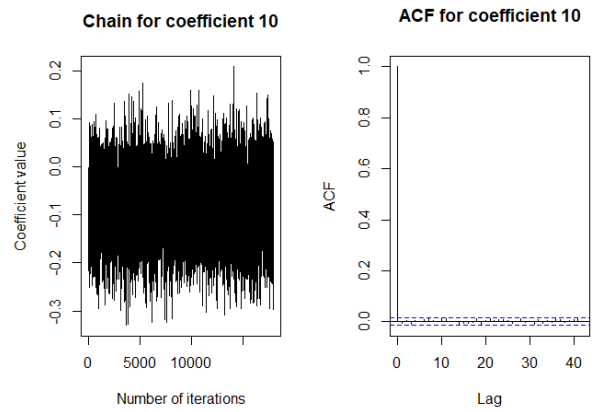 Chain for coefficient 10
Coefficient value
0.2
0.1
0.0
-0.1
-0.2
-0.3
0 5000 10000
Number of iterations
ACF for coefficient 10
ACF
1.0
0.8
0.6
0.4
0.2
0.0
0 10 20 30 40
Lag